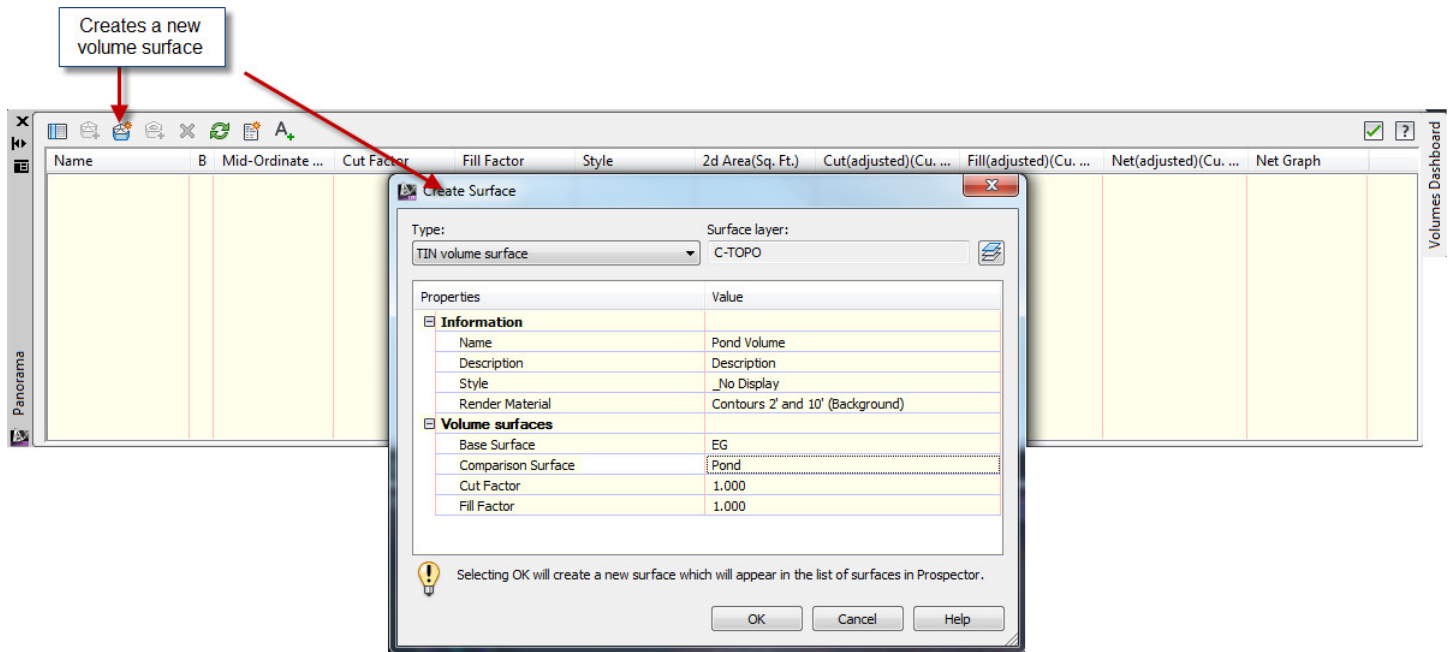 Creates a new
volume surface
Name B Mid-Ordinate ... Cut Factor Fill Factor Style 2d Area(Sq. Ft.) Cut(adjusted)(Cu. ... Fill(adjusted)(Cu. ... Net(adjusted)(Cu. ... Net Graph
Volumes Dashboard
Panorama
Create Surface
Type: Surface layer:
TIN volume surface C-TOPO
Properties Value
Information
Name Pond Volume
Description Description
Style _No Display
Render Material Contours 2' and 10' (Background)
Volume surfaces
Base Surface EG
Comparison Surface Pond
Cut Factor 1.000
Fill Factor 1.000
Selecting OK will create a new surface which will appear in the list of surfaces in Prospector.
OK Cancel Help